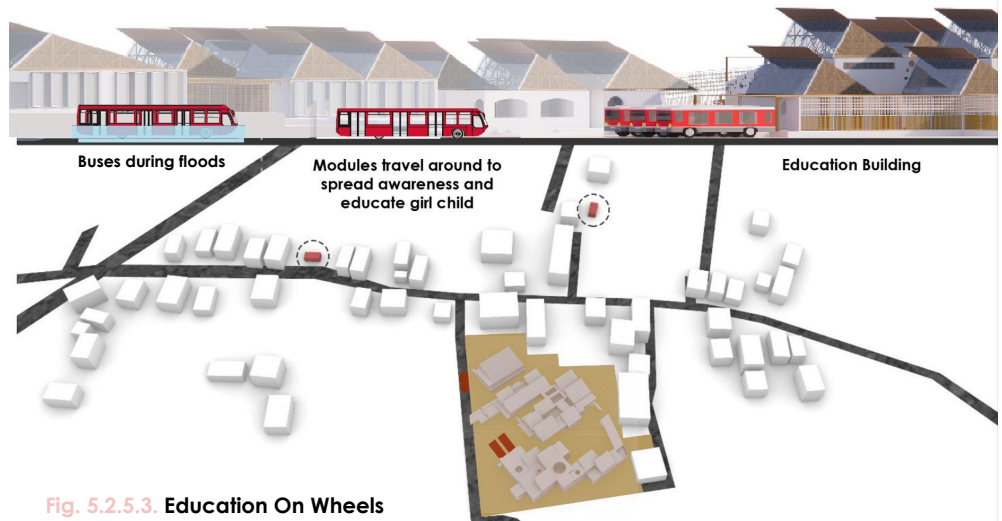 Buses during floods
Modules travel around to
spread awareness and
educate girl child
Education Building
Fig. 5.2.5.3. Education On Wheels